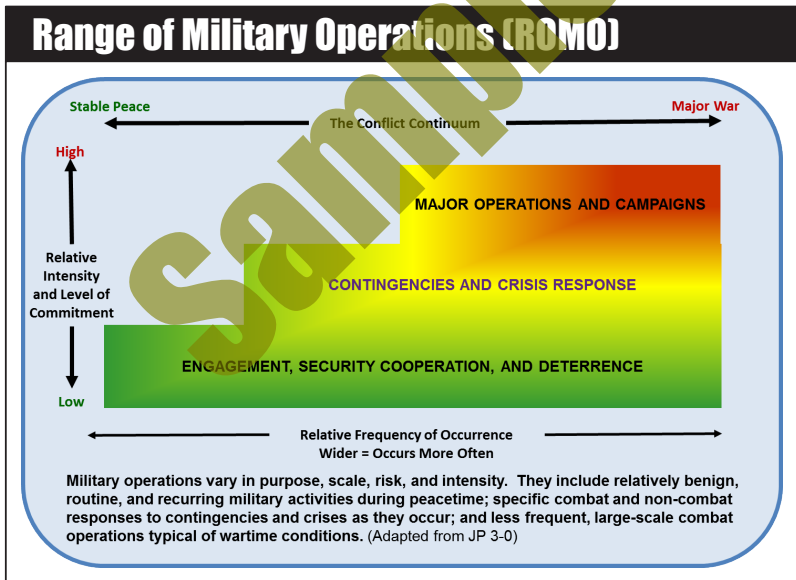 Range of Military Operations (ROMO)
Stable Peace
Major War
The Conflict Continuum
High
Relative
Intensity
and Level of
Commitment
Low
MAJOR OPERATIONS AND CAMPAIGNS
CONTINGENCIES AND CRISIS RESPONSE
ENGAGEMENT, SECURITY COOPERATION, AND DETERRENCE
Sample
Relative Frequency of Occurrence
Wider = Occurs More Often
Military operations vary in purpose, scale, risk, and intensity. They include relatively benign,
routine, and recurring military activities during peacetime; specific combat and non-combat
responses to contingencies and crises as they occur; and less frequent, large-scale combat
operations typical of wartime conditions. (Adapted from JP 3-0)